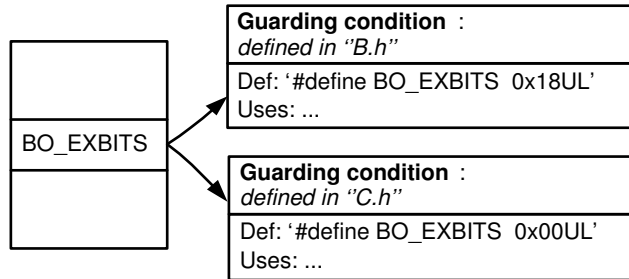 Guarding condition :
defined in ‘‘B.h’’
Def: ‘#define BO_EXBITS 0x18UL’
Uses: ...
BO_EXBITS
Guarding condition :
defined in ‘‘C.h’’
Def: ‘#define BO_EXBITS 0x00UL’
Uses: ...